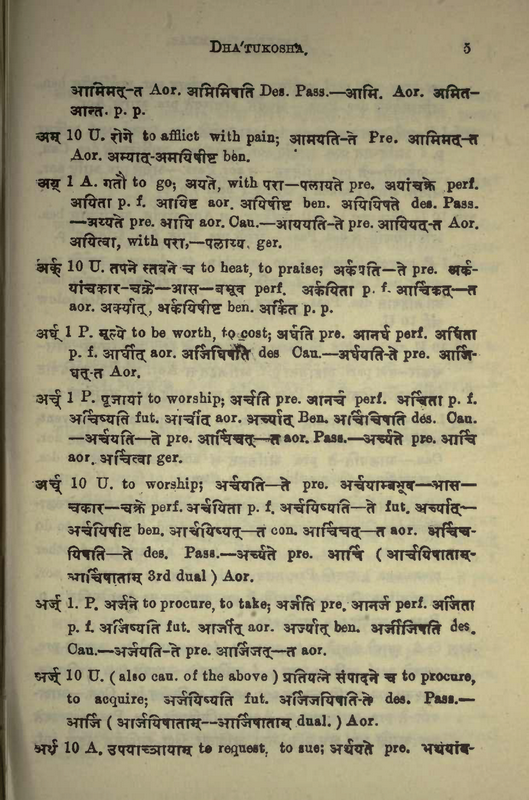 DHA'TUKOSHA. 5
आमिमत्-त Aor. अमिमिषति Des. Pass.—आमि. Aor. अमित-
आन्त. p. p.
अम् 10 U. रोगे to afflict with pain; आमयति-ते Pre. आमिमद्-त
Aor. अम्यात्-अमयिषीष्ट ben.
अय् 1 A. गतौ to go; अयते, with परा—पलायते pre. अयांचक्रे perf.
अयिता p. f. आयिष्ट aor. अयिषीष्ट ben. अयियिषते des. Pass.
—अय्यते pre. आयि aor. Cau.—आययति-ते pre. आयियत्-त Aor.
अयित्वा, with परा,—पलाय्य. ger.
अर्क् 10 U. तपने स्तवने च to heat, to praise; अर्कयति—ते pre. अर्क-
यांचकार-चक्रे—आस—बभूव perf. अर्कयिता p. f. आर्चिकत्—त
aor. अर्क्यात्, अर्कयिषीष्ट ben. अर्कित p. p.
अर्घ् 1 P. मूल्ये to be worth, to cost; अर्घति pre. आनर्घ perf. अर्घिता
p. f. आर्घीत् aor. अर्जिघिषति des Cau.—अर्घयति-ते pre. आर्जि-
घत्-त Aor.
अर्च् 1 P. पूजायां to worship; अर्चति pre. आनर्च perf. अर्चिता p. f.
अर्चिष्यति fut. आर्चीत् aor. अर्च्यात् Ben. अर्चिचिषति des. Cau.
—अर्चयति—ते pre. आर्चिचत्—त aor. Pass.—अर्च्यते pre. आर्चि
aor. अर्चित्वा ger.
अर्च् 10 U. to worship; अर्चयति—ते pre. अर्चयाम्बभूव—आस—
चकार—चक्रे perf. अर्चयिता p. f. अर्चयिष्यति—ते fut. अर्च्यात्—
अर्चयिषीष्ट ben. आर्चयिष्यत्—त con. आर्चिचत्—त aor. अर्चिच-
यिषति—ते des. Pass.—अर्च्यते pre. आर्चि ( आर्चयिषाताम्-
आर्चिषाताम् 3rd dual ) Aor.
अर्ज् 1. P. अर्जने to procure, to take; अर्जति pre. आनर्ज perf. अर्जिता
p. f. अर्जिष्यति fut. आर्जीत् aor. अर्ज्यात् ben. अर्जीजिषति des.
Cau.—अर्जयति-ते pre. आर्जिजत्—त aor.
अर्ज् 10 U. ( also cau. of the above ) प्रतियत्ने संपादने च to procure,
to acquire; अर्जयिष्यति fut. अर्जिजयिषति-ते des. Pass.—
आर्जि ( आर्जयिषाताम्--आर्जिषाताम् dual. ) Aor.
अर्थ 10 A. उपयाच्ञायाम् to request, to sue; अर्थयते pre. अर्थयांच-